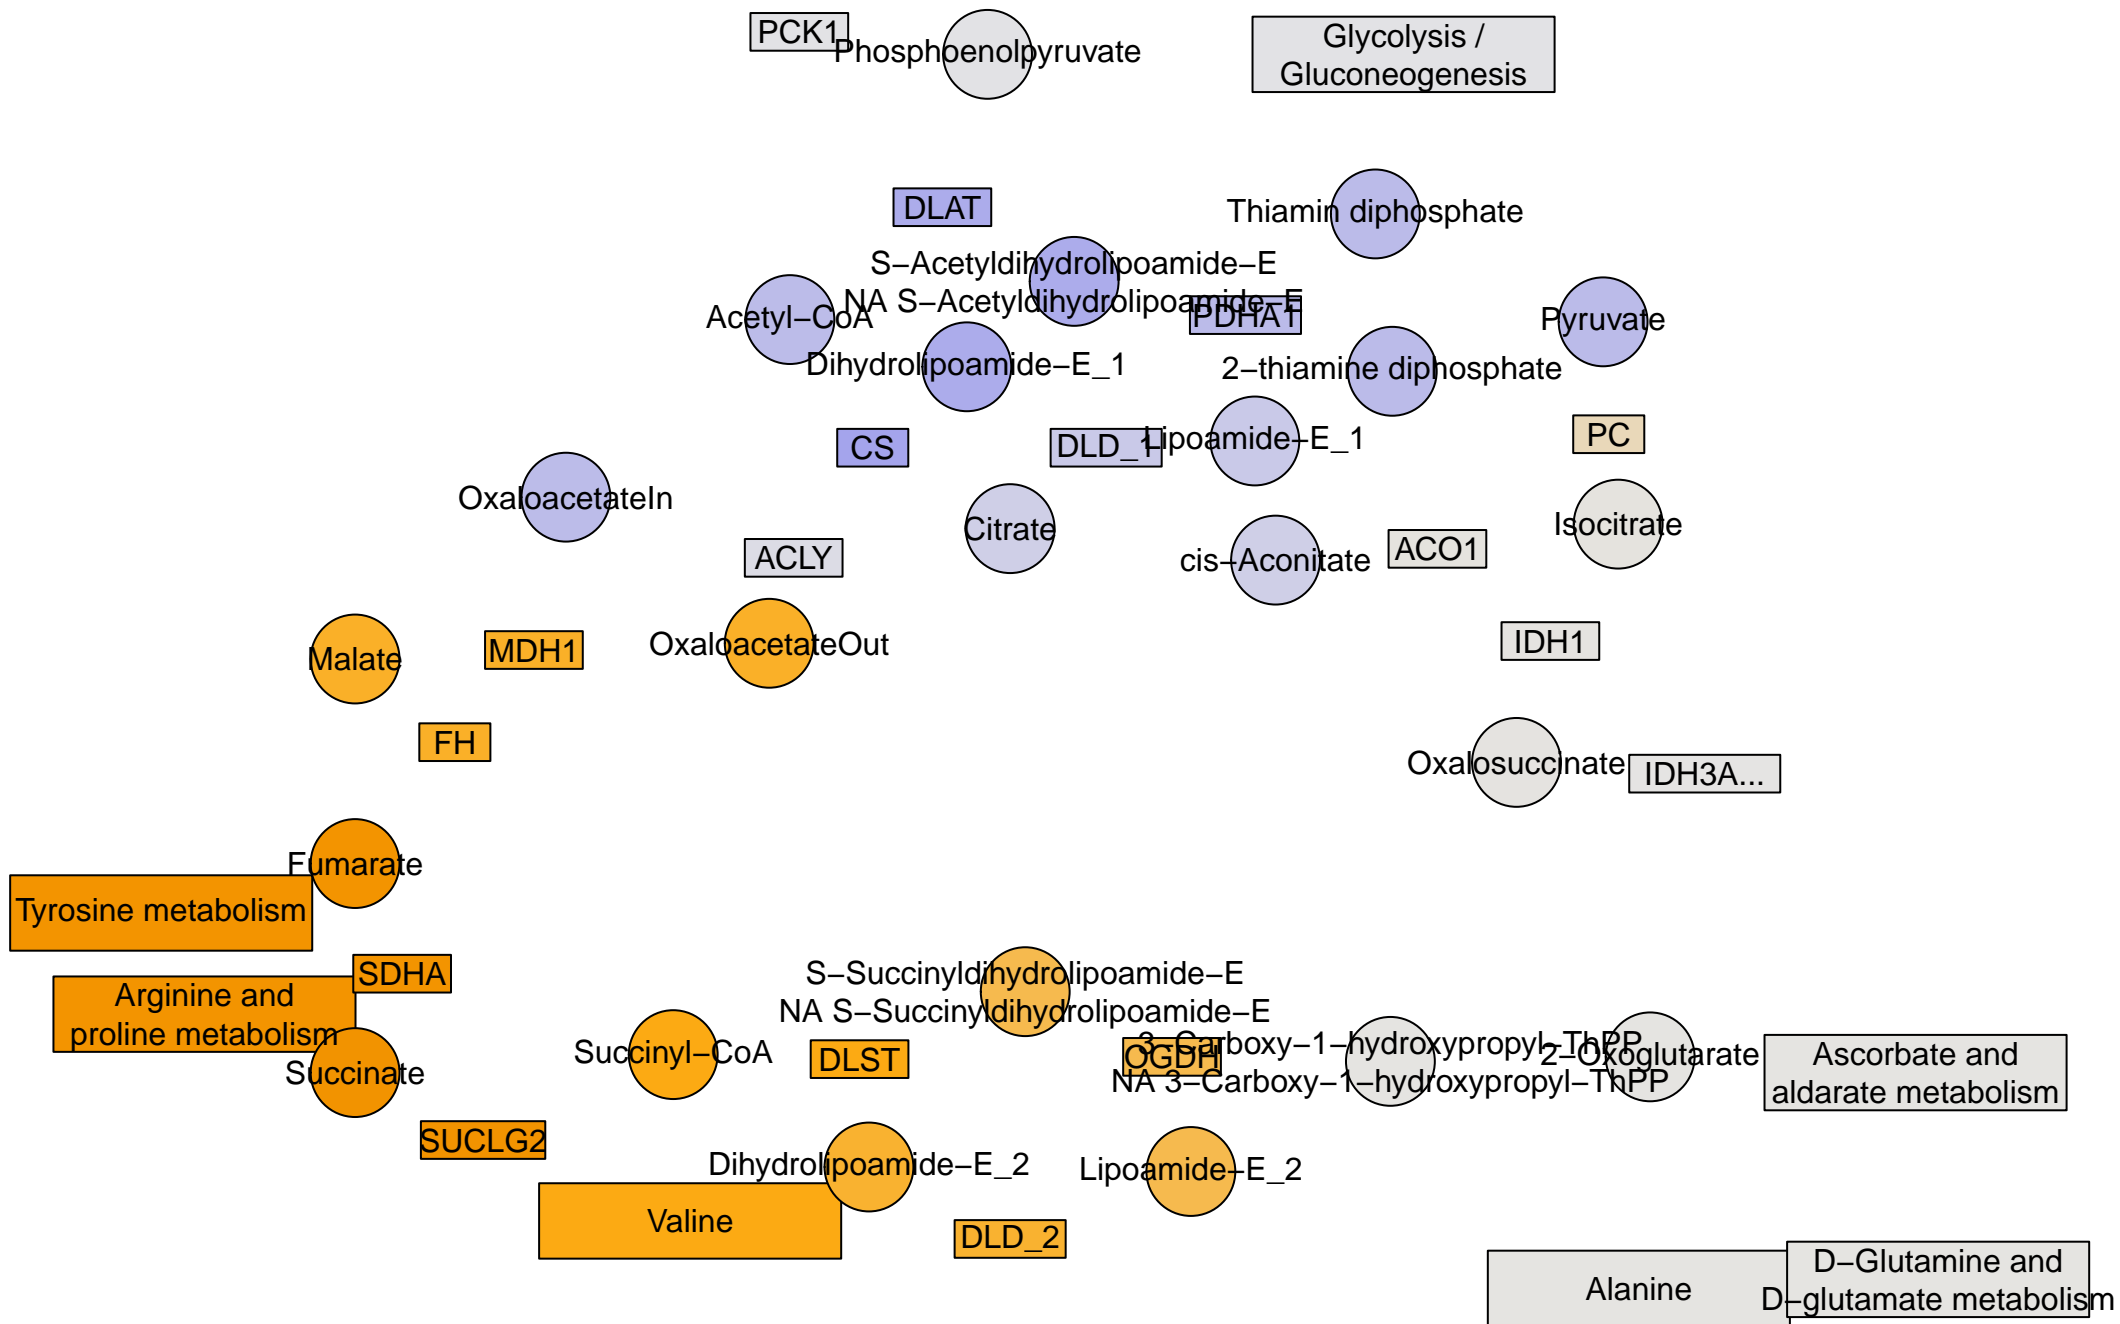 PCK1
Phosphoenolpyruvate
Glycolysis /
Gluconeogenesis
DLAT
Thiamin diphosphate
S−Acetyldihydrolipoamide−E
NA S−Acetyldihydrolipoamide−E
Acetyl−CoA
PDHA1
Pyruvate
Dihydrolipoamide−E_1
2−thiamine diphosphate
CS
DLD_1
Lipoamide−E_1
PC
OxaloacetateIn
Citrate
Isocitrate
ACLY
cis−Aconitate
ACO1
Malate
MDH1
OxaloacetateOut
IDH1
FH
Oxalosuccinate
IDH3A...
Fumarate
Tyrosine metabolism
SDHA
Arginine and
proline metabolism
S−Succinyldihydrolipoamide−E
NA S−Succinyldihydrolipoamide−E
Succinate
Succinyl−CoA
DLST
OGDH
3−Carboxy−1−hydroxypropyl−ThPP
NA 3−Carboxy−1−hydroxypropyl−ThPP
2−Oxoglutarate
Ascorbate and
aldarate metabolism
SUCLG2
Dihydrolipoamide−E_2
Lipoamide−E_2
Valine
DLD_2
Alanine
D−Glutamine and
D−glutamate metabolism